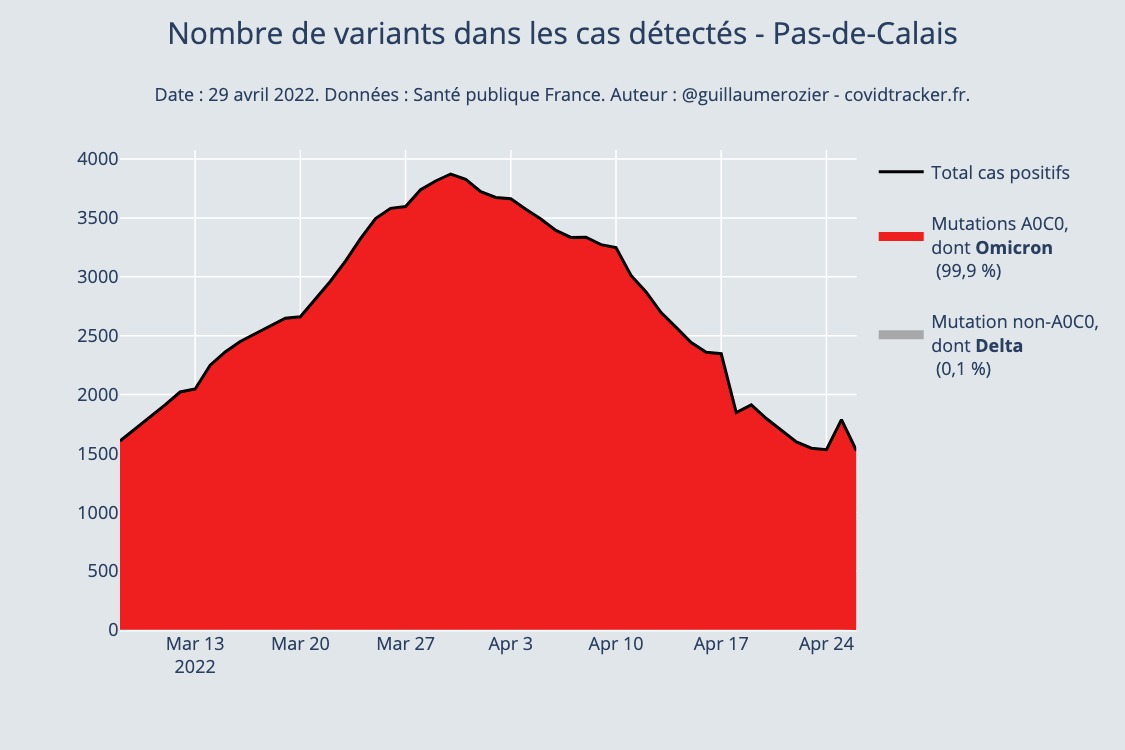 Nombre de variants dans les cas détectés - Pas-de-Calais
Date : 29 avril 2022. Données : Santé publique France. Auteur : @guillaumerozier - covidtracker.fr.
4000
3500
3000
2500
2000
1500
1000
500
0
Mar 13
2022
Mar 20
Mar 27
Apr 3
Apr 10
Apr 17
Apr 24
Total cas positifs
Mutations A0C0,
dont Omicron
(99,9 %)
Mutation non-A0C0,
dont Delta
(0,1 %)